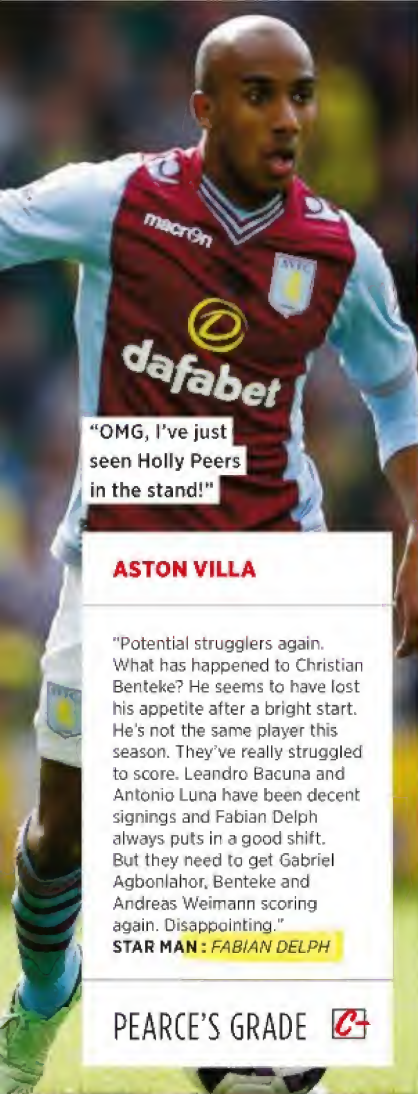 macron
AVFC
dafabet
"OMG, I've just
seen Holly Peers
in the stand!"
ASTON VILLA
"Potential strugglers again.
What has happened to Christian
Benteke? He seems to have lost
his appetite after a bright start.
He's not the same player this
season. They've really struggled
to score. Leandro Bacuna and
Antonio Luna have been decent
signings and Fabian Delph
always puts in a good shift.
But they need to get Gabriel
Agbonlahor, Benteke and
Andreas Weimann scoring
again. Disappointing."
STAR MAN : FABIAN DELPH
PEARCE'S GRADE C+